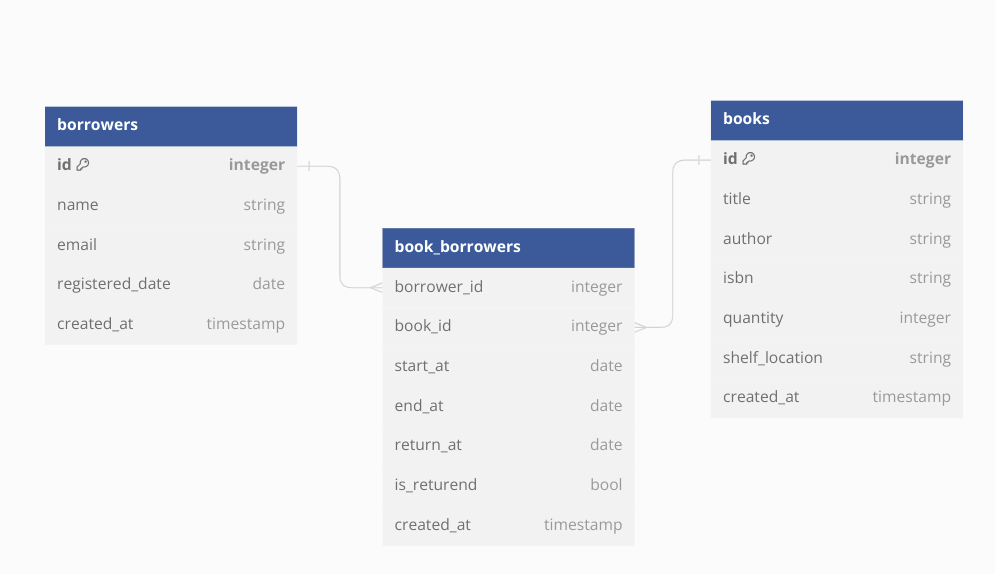 borrowers
id integer
name string
email string
registered_date date
created_at timestamp
book_borrowers
borrower_id integer
book_id integer
start_at date
end_at date
return_at date
is_returend bool
created_at timestamp
books
id integer
title string
author string
isbn string
quantity integer
shelf_location string
created_at timestamp